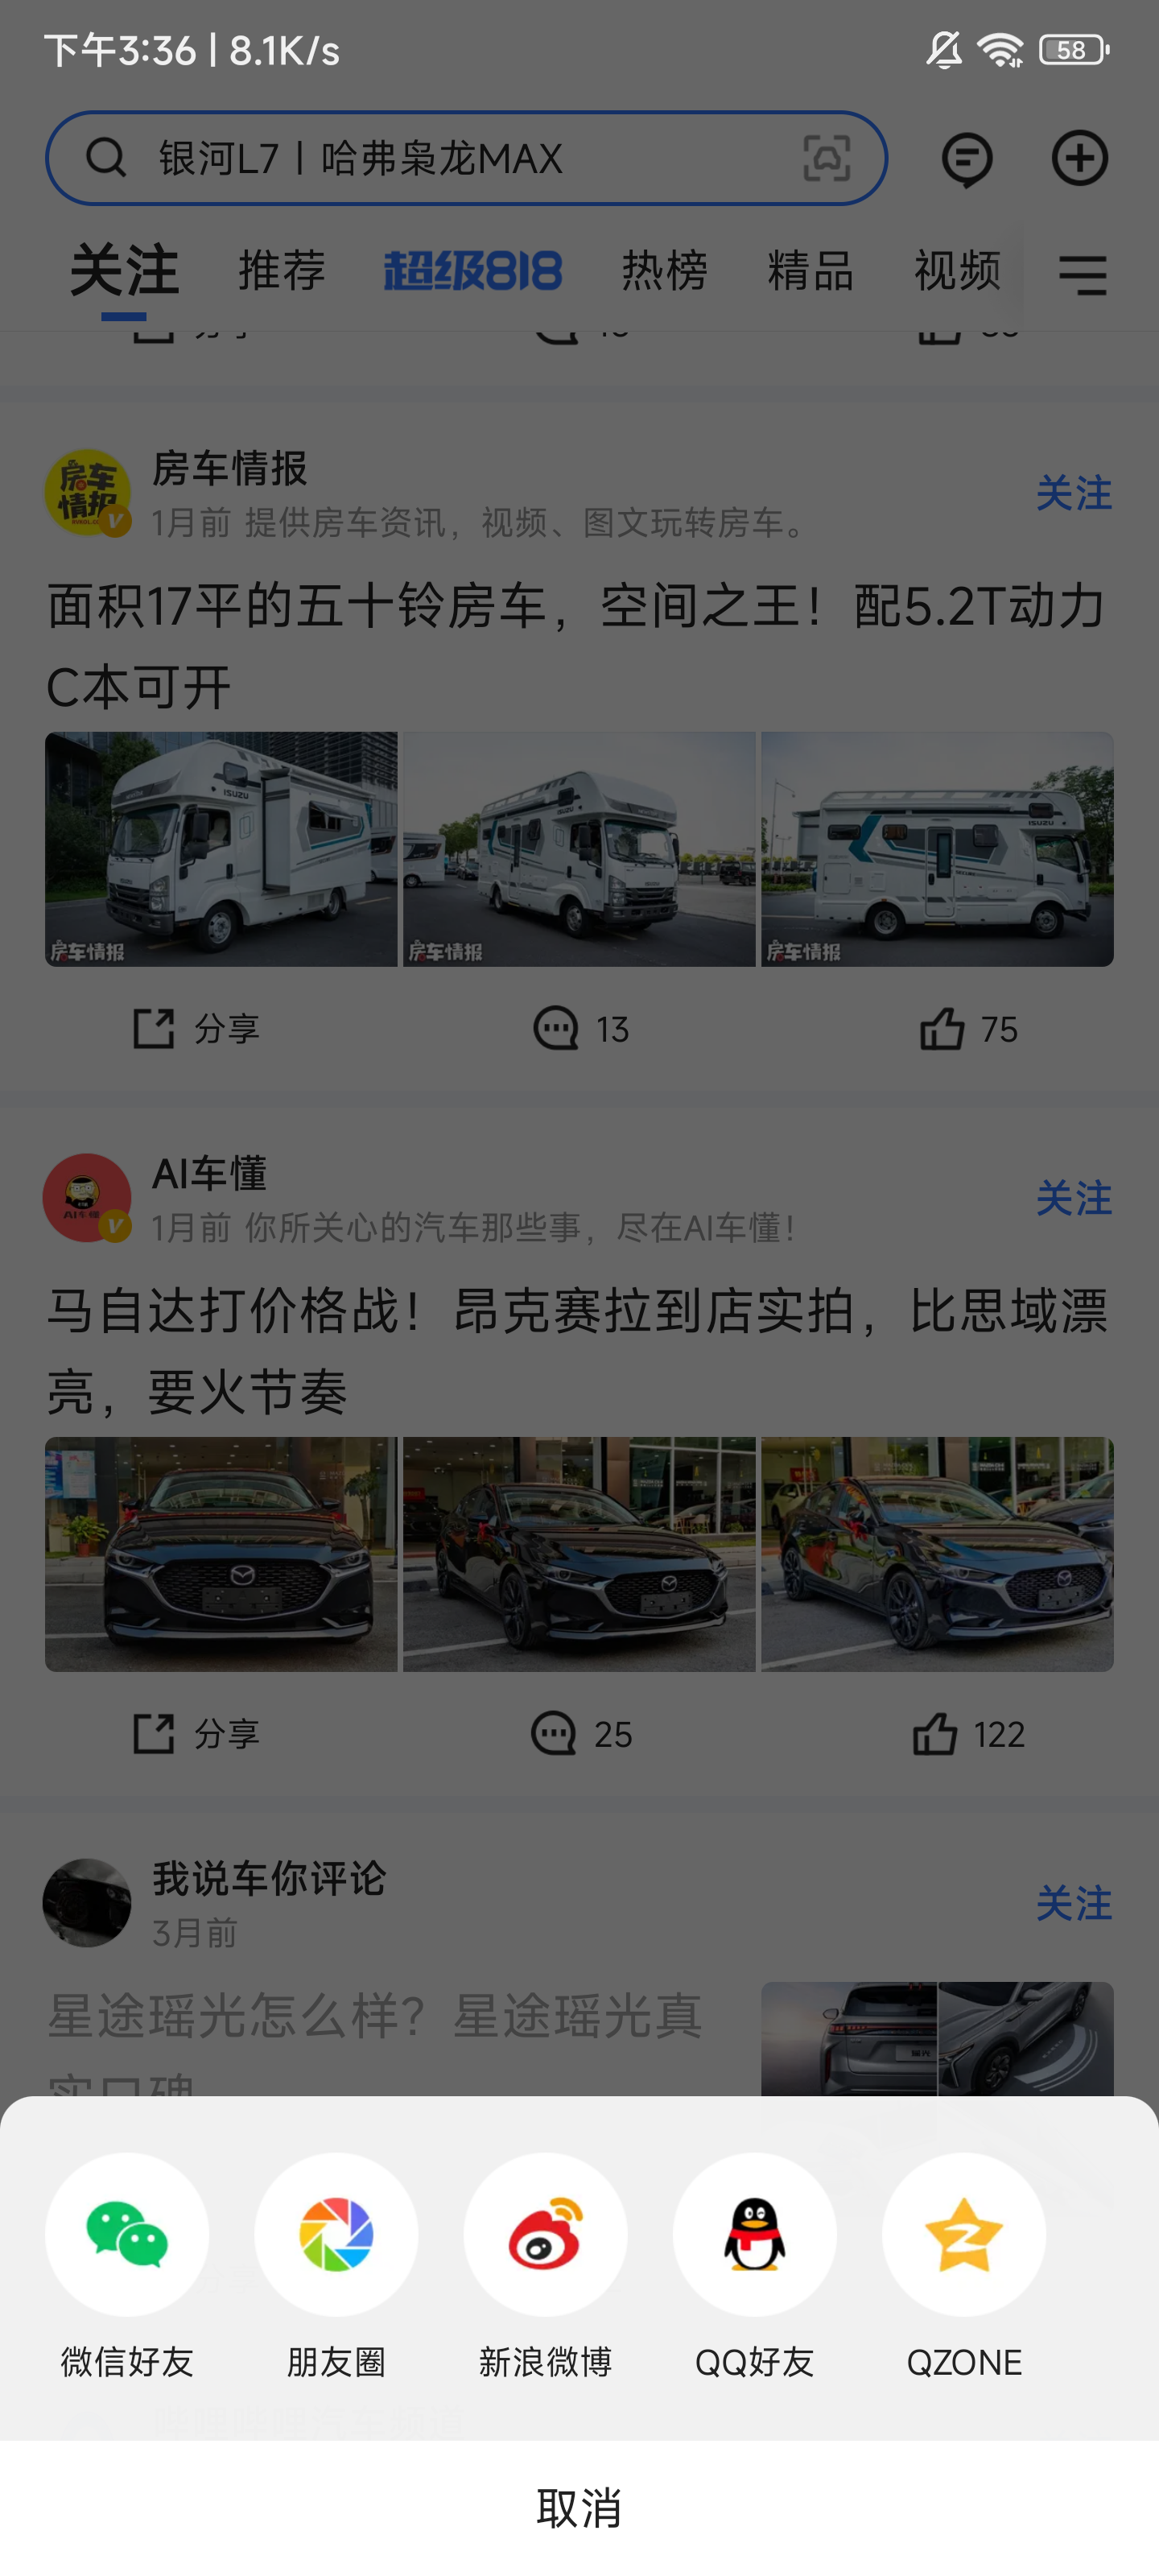 下午3:36 | 8.1K/s
58
银河L7 | 哈弗枭龙MAX
关注 推荐 超级818 热榜 精品 视频
房车情报
1月前 提供房车资讯，视频、图文玩转房车。
关注
面积17平的五十铃房车，空间之王！配5.2T动力
C本可开
ISUZU
ISUZU
ISUZU
房车情报
房车情报
房车情报
分享 13 75
AI车懂
1月前 你所关心的汽车那些事，尽在AI车懂！
关注
马自达打价格战！昂克赛拉到店实拍，比思域漂
亮，要火节奏
分享 25 122
我说车你评论
3月前
关注
星途瑶光怎么样？星途瑶光真
实口碑
微信好友 朋友圈 新浪微博 QQ好友 QZONE
取消